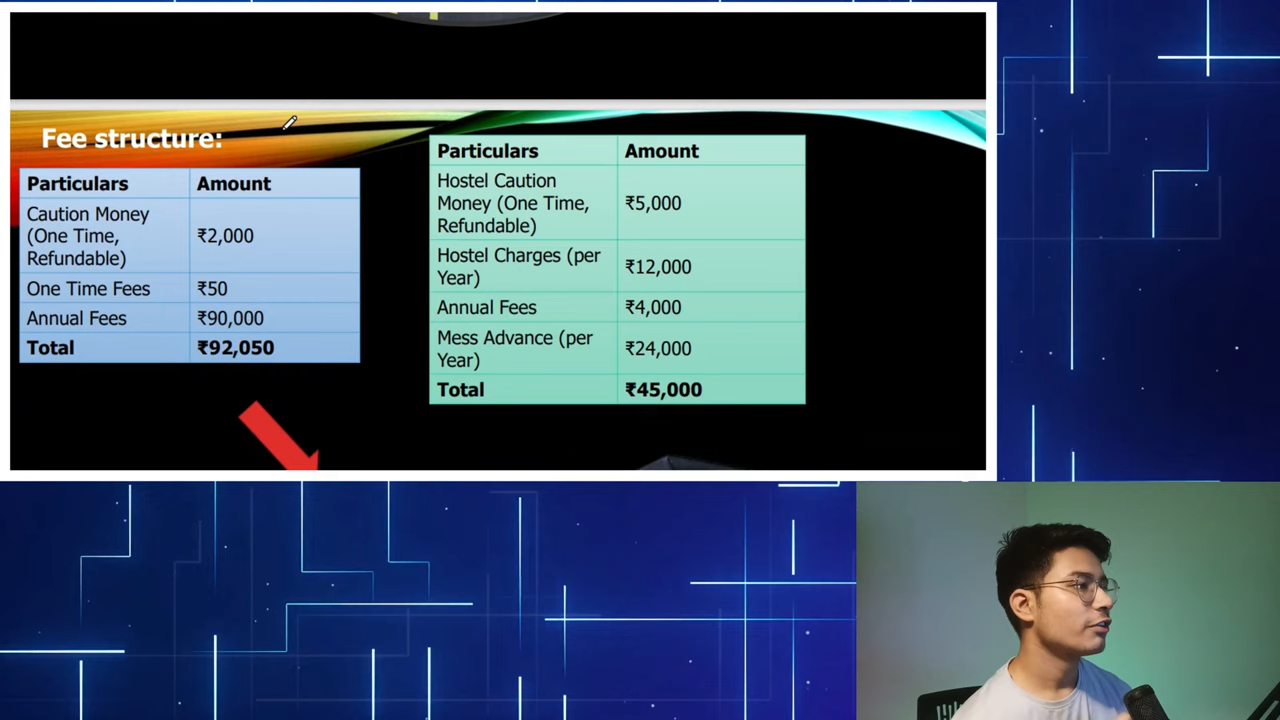 Fee structure:
Particulars Amount
Caution Money
(One Time,
Refundable)
₹2,000
One Time Fees ₹50
Annual Fees ₹90,000
Total ₹92,050
Particulars Amount
Hostel Caution
Money (One Time,
Refundable)
₹5,000
Hostel Charges (per
Year)
₹12,000
Annual Fees ₹4,000
Mess Advance (per
Year)
₹24,000
Total ₹45,000